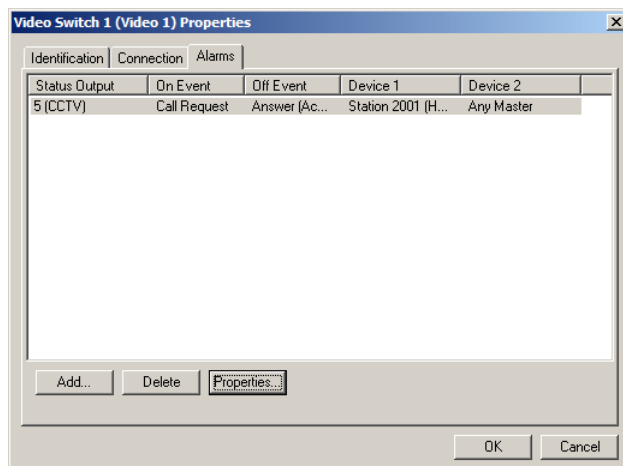 Video Switch 1 (Video 1) Properties
Identification Connection Alarms
Status Output On Event Off Event Device 1 Device 2
5 (CCTV) Call Request Answer (Ac... Station 2001 (H... Any Master
Add... Delete Properties...
OK Cancel